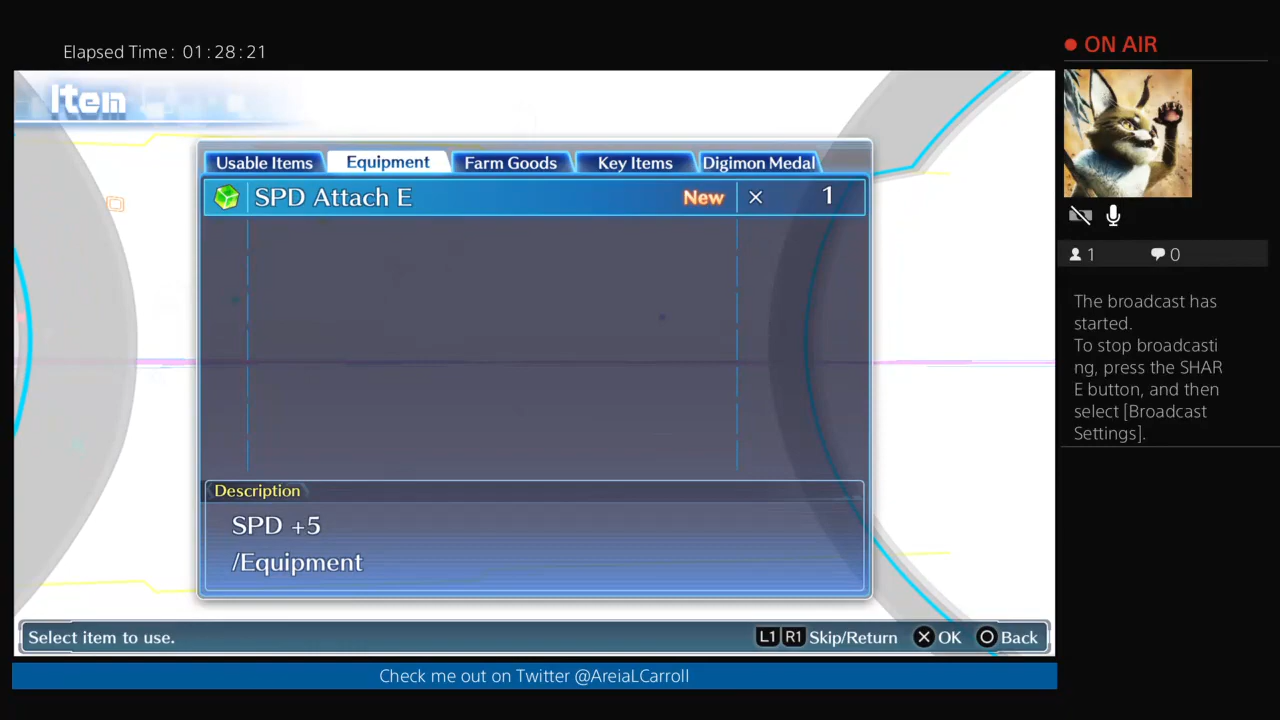 Elapsed Time: 01:28:21
ON AIR
Item
Usable Items Equipment Farm Goods Key Items Digimon Medal
SPD Attach E New × 1
1 0
The broadcast has
started.
To stop broadcasti
ng, press the SHAR
E button, and then
select [Broadcast
Settings].
Description
SPD +5
/Equipment
Select item to use. L1 R1 Skip/Return OK Back
Check me out on Twitter @AreiaLCarroll